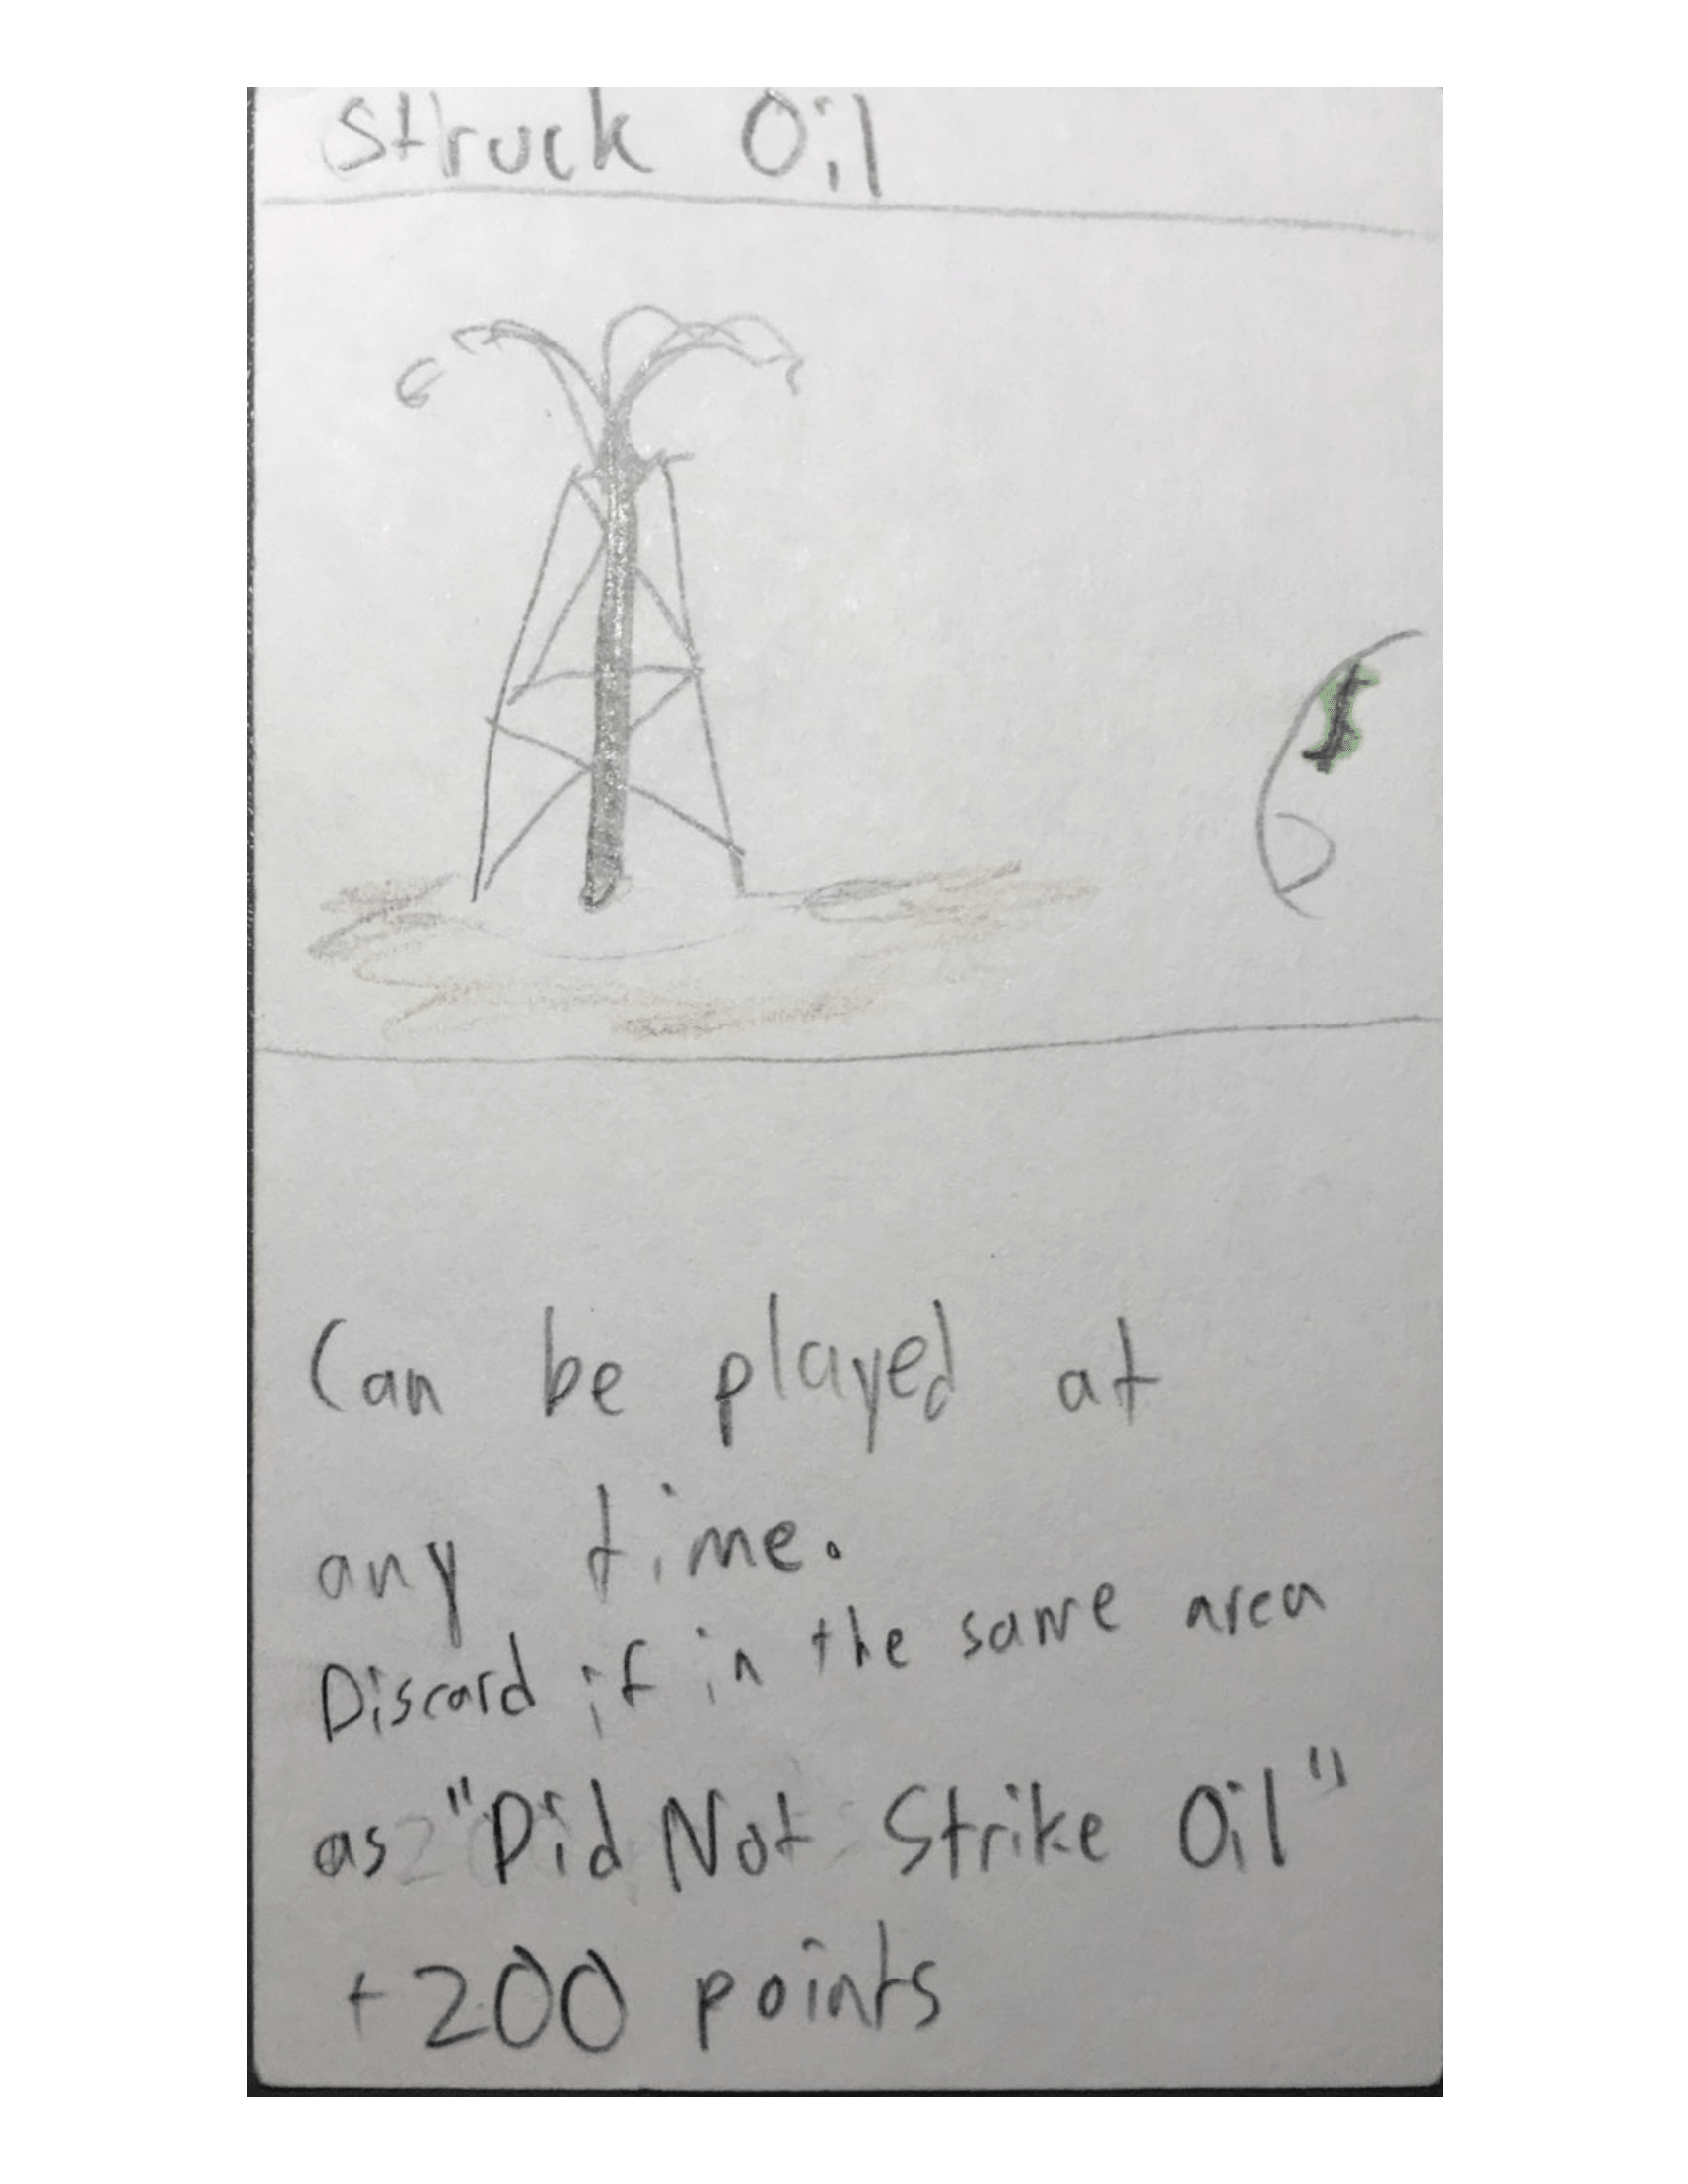 Struck Oil
$
Can be played at
any time.
Discard if in the same area
as "Did Not Strike Oil"
+200 points